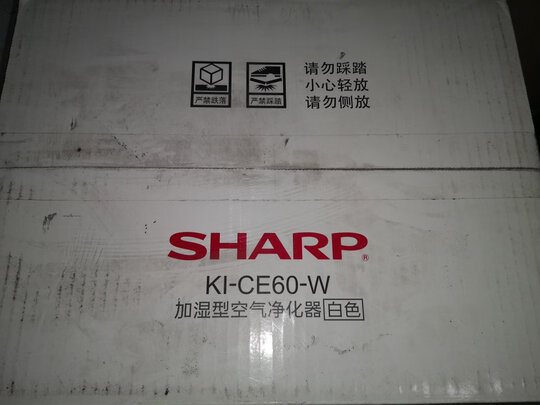 请勿踩踏
小心轻放
请勿侧放
严禁跌落
严禁踩踏
SHARP®
KI-CE60-W
加湿型空气净化器 白色